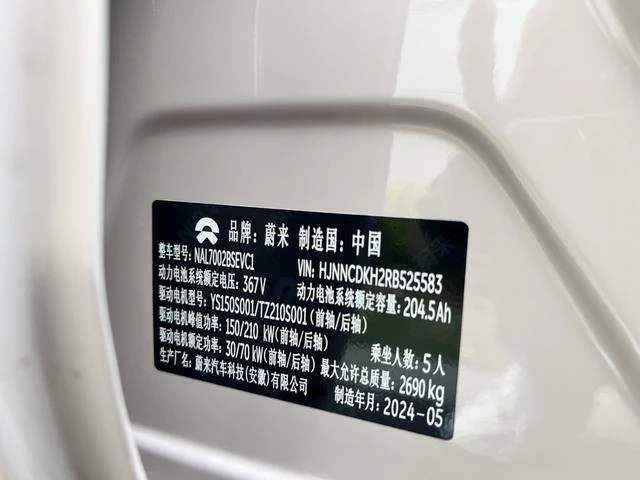 品牌：蔚来 制造国：中国
整车型号：NAL7002BSEVC1 VIN：HJNNCDKH2RB525583
动力电池系统额定电压：367V 动力电池系统额定容量：204.5Ah
驱动电机型号：YS150S001/TZ210S001(前轴/后轴)
驱动电机峰值功率：150/210 kW(前轴/后轴)
驱动电机额定功率：30/70 kW(前轴/后轴) 乘坐人数：5人
生产厂名：蔚来汽车科技(安徽)有限公司 最大允许总质量：2690kg
制造年月：2024-05